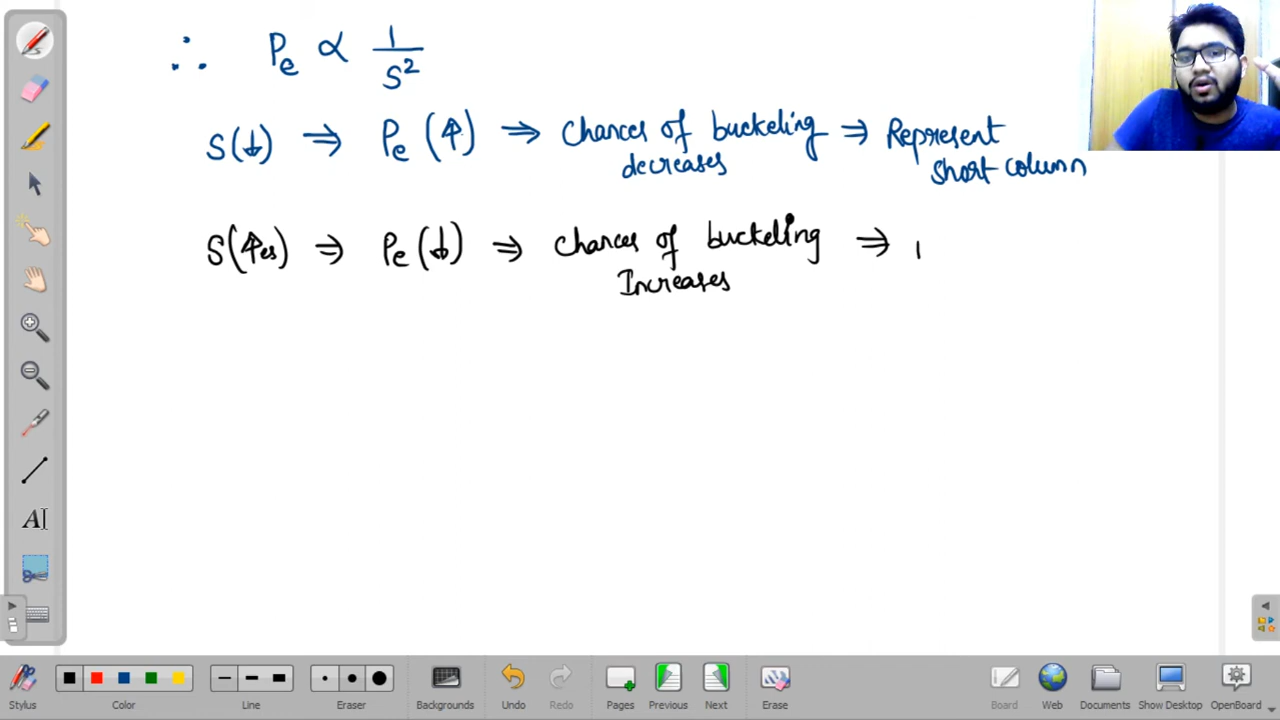 ∴ Pe ∝ 1/S²
S(↓) ⇒ Pe (↑) ⇒ Chances of buckeling decreases ⇒ Represent short column
S(↑es) ⇒ Pe (↓) ⇒ Chances of buckeling Increases ⇒
AI
Stylus
Color
Line
Eraser
Backgrounds
Undo
Redo
Pages
Previous
Next
Erase
Board
Web
Documents
Show Desktop
OpenBoard